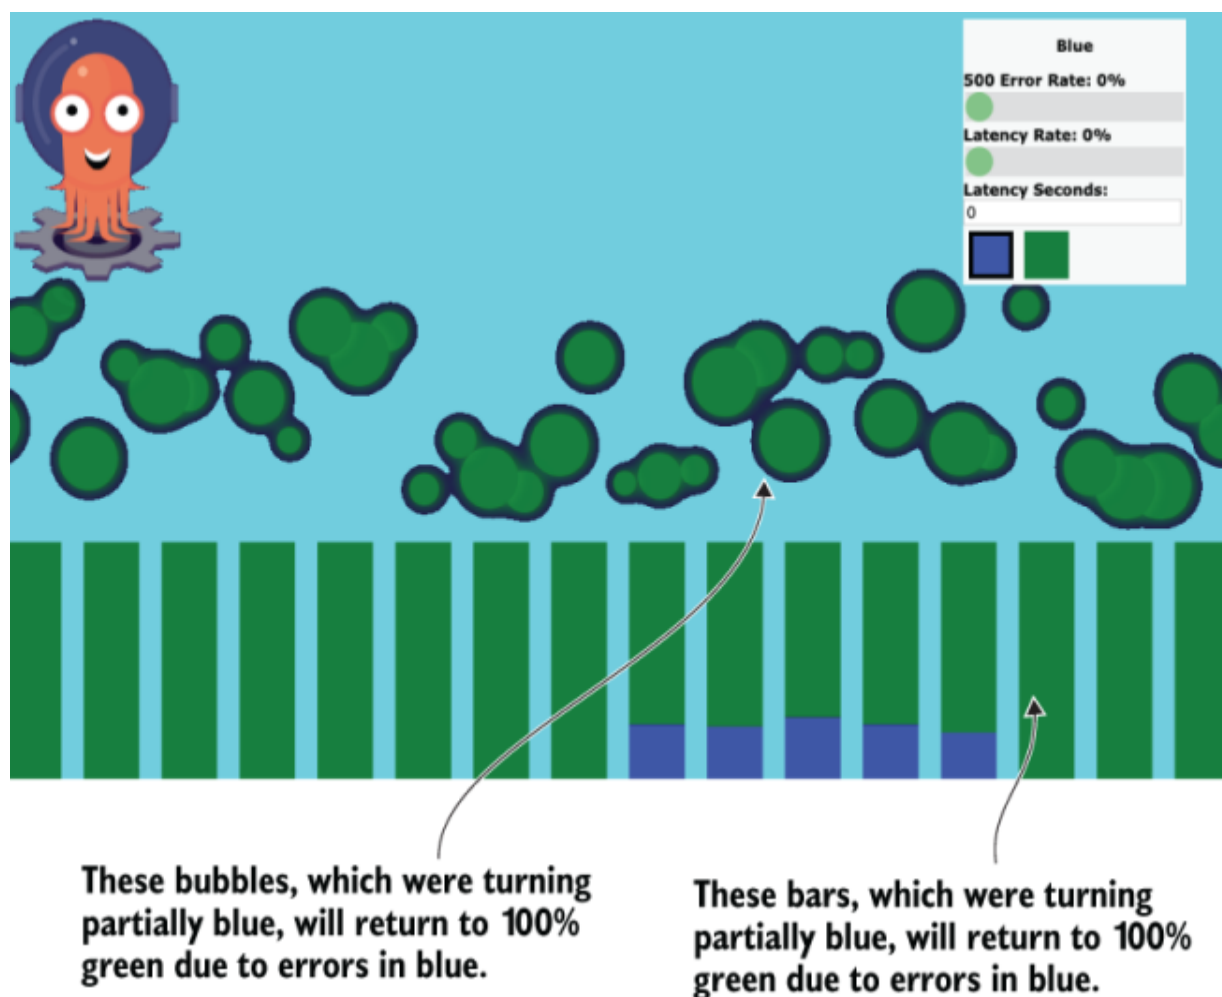 Blue
500 Error Rate: 0%
Latency Rate: 0%
Latency Seconds:
0
These bubbles, which were turning
partially blue, will return to 100%
green due to errors in blue.
These bars, which were turning
partially blue, will return to 100%
green due to errors in blue.